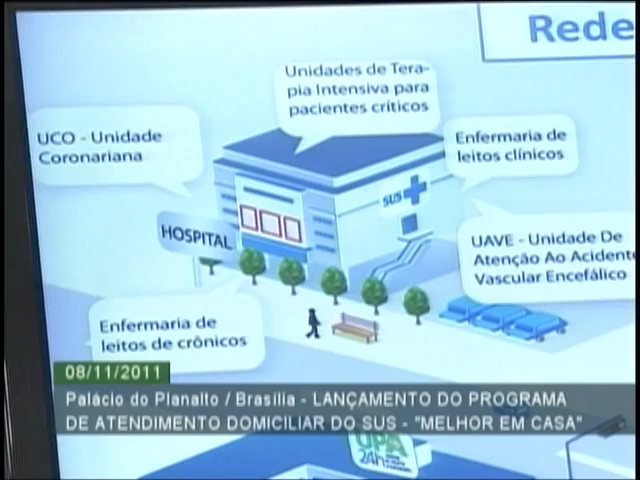 Rede
Unidades de Tera-
pia Intensiva para
pacientes críticos
UCO - Unidade
Coronariana
Enfermaria de
leitos clínicos
SUS
HOSPITAL
UAVE - Unidade De
Atenção Ao Acidente
Vascular Encefálico
Enfermaria de
leitos de crônicos
08/11/2011
Palácio do Planalto / Brasília - LANÇAMENTO DO PROGRAMA
DE ATENDIMENTO DOMICILIAR DO SUS - "MELHOR EM CASA"
UPA
24h